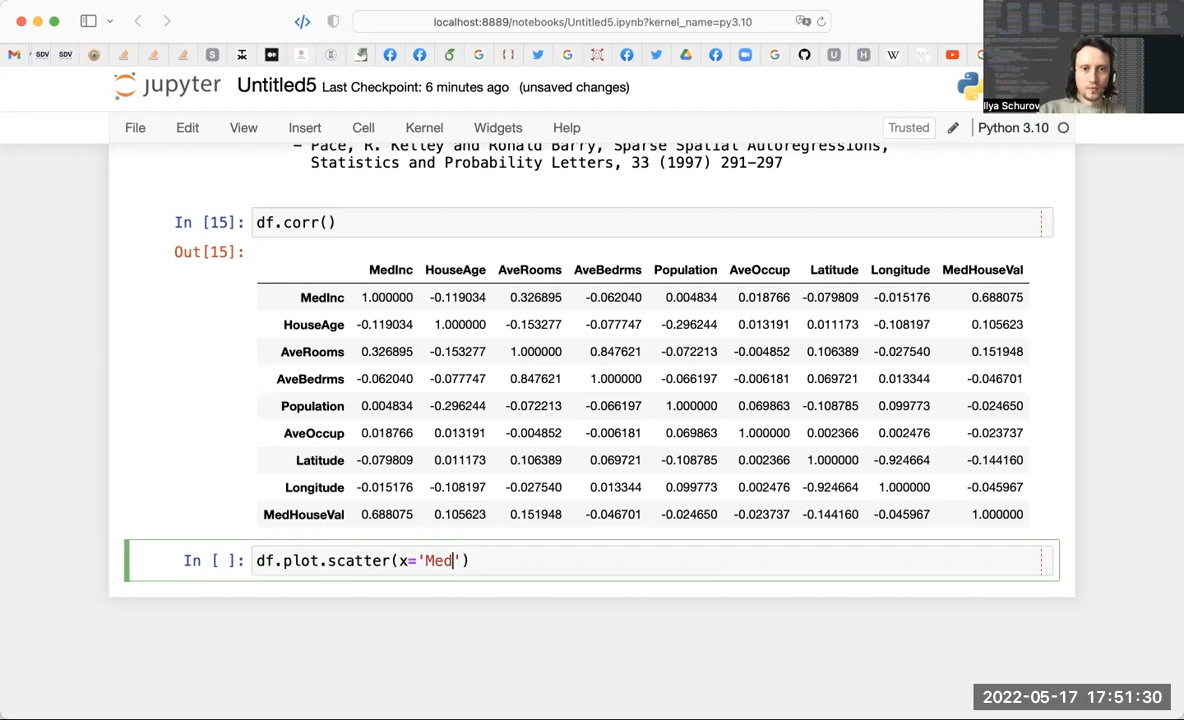 localhost:8889/notebooks/Untitled5.ipynb?kernel_name=py3.10
SDV SDV
Ilya Schurov
jupyter Untitled5 Last Checkpoint: 6 minutes ago (unsaved changes)
File Edit View Insert Cell Kernel Widgets Help Trusted Python 3.10
– Pace, R. Kelley and Ronald Barry, Sparse Spatial Autoregressions,
Statistics and Probability Letters, 33 (1997) 291-297
In [15]: df.corr()
Out[15]:
MedInc HouseAge AveRooms AveBedrms Population AveOccup Latitude Longitude MedHouseVal
MedInc 1.000000 -0.119034 0.326895 -0.062040 0.004834 0.018766 -0.079809 -0.015176 0.688075
HouseAge -0.119034 1.000000 -0.153277 -0.077747 -0.296244 0.013191 0.011173 -0.108197 0.105623
AveRooms 0.326895 -0.153277 1.000000 0.847621 -0.072213 -0.004852 0.106389 -0.027540 0.151948
AveBedrms -0.062040 -0.077747 0.847621 1.000000 -0.066197 -0.006181 0.069721 0.013344 -0.046701
Population 0.004834 -0.296244 -0.072213 -0.066197 1.000000 0.069863 -0.108785 0.099773 -0.024650
AveOccup 0.018766 0.013191 -0.004852 -0.006181 0.069863 1.000000 0.002366 0.002476 -0.023737
Latitude -0.079809 0.011173 0.106389 0.069721 -0.108785 0.002366 1.000000 -0.924664 -0.144160
Longitude -0.015176 -0.108197 -0.027540 0.013344 0.099773 0.002476 -0.924664 1.000000 -0.045967
MedHouseVal 0.688075 0.105623 0.151948 -0.046701 -0.024650 -0.023737 -0.144160 -0.045967 1.000000
In [ ]: df.plot.scatter(x='Med')
2022-05-17 17:51:30